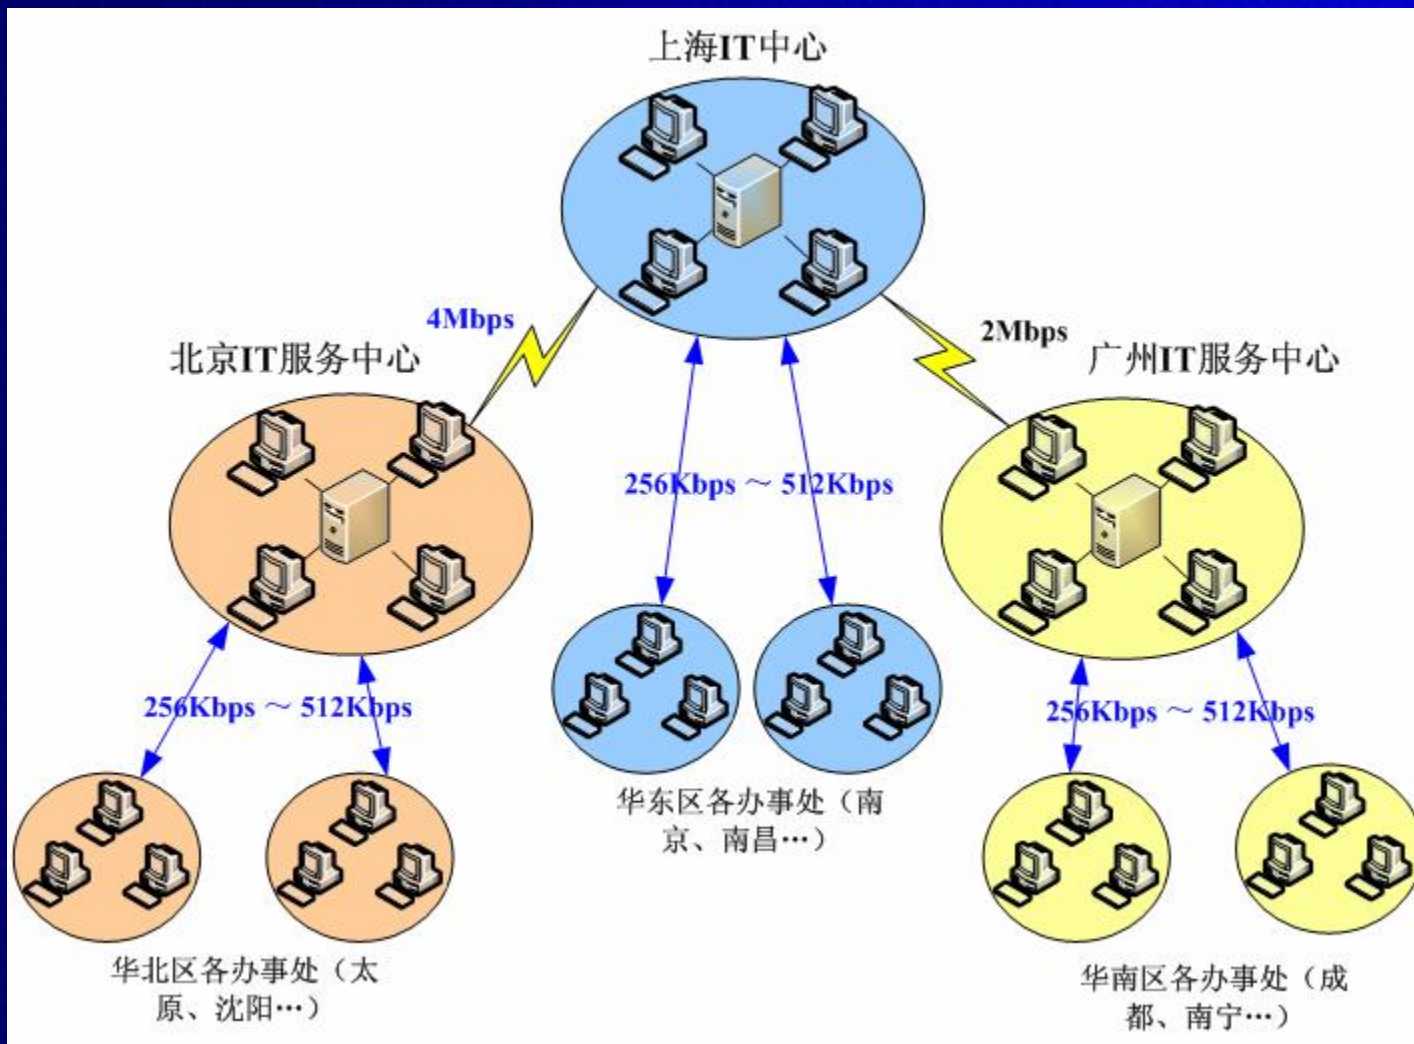 上海IT中心
4Mbps
2Mbps
北京IT服务中心
广州IT服务中心
256Kbps ～ 512Kbps
256Kbps ～ 512Kbps
256Kbps ～ 512Kbps
华东区各办事处（南
京、南昌…）
华北区各办事处（太
原、沈阳…）
华南区各办事处（成
都、南宁…）